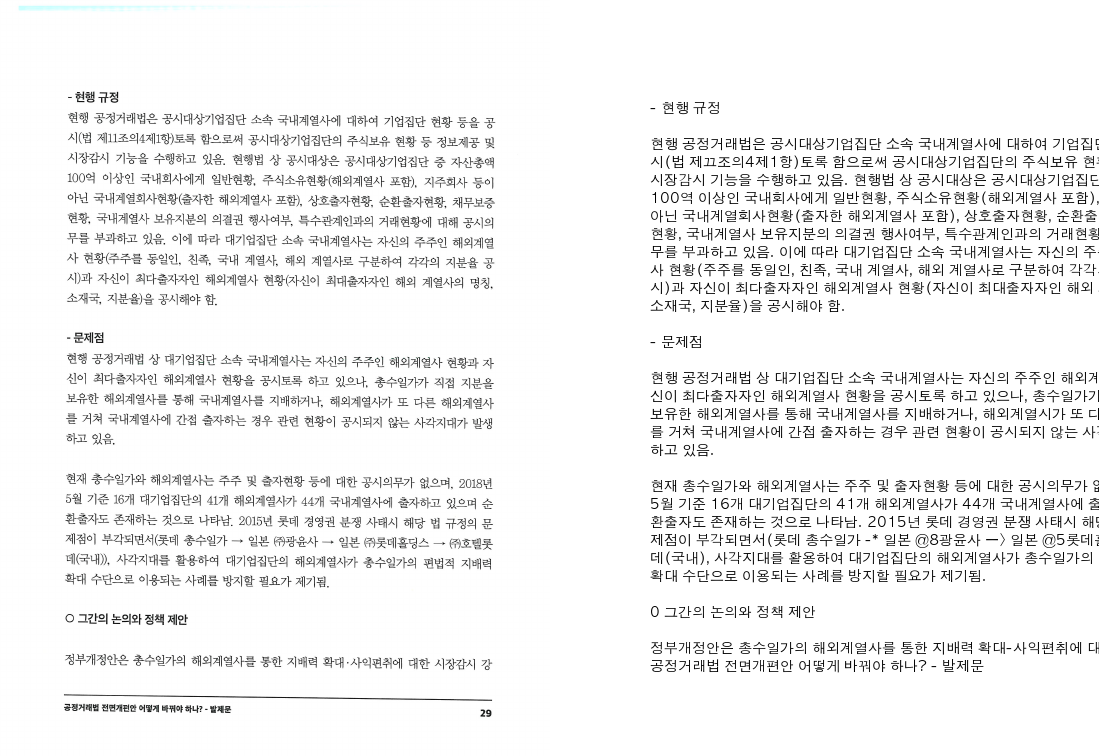 - 현행 규정
현행 공정거래법은 공시대상기업집단 소속 국내계열사에 대하여 기업집단 현황 등을 공
시(법 제11조의4제1항)토록 함으로써 공시대상기업집단의 주식보유 현황 등 정보제공 및
시장감시 기능을 수행하고 있음. 현행법 상 공시대상은 공시대상기업집단 중 자산총액
100억 이상인 국내회사에게 일반현황, 주식소유현황(해외계열사 포함), 지주회사 등이
아닌 국내계열회사현황(출자한 해외계열사 포함), 상호출자현황, 순환출자현황, 채무보증
현황, 국내계열사 보유지분의 의결권 행사여부, 특수관계인과의 거래현황에 대해 공시의
무를 부과하고 있음. 이에 따라 대기업집단 소속 국내계열사는 자신의 주주인 해외계열
사 현황(주주를 동일인, 친족, 국내 계열사, 해외 계열사로 구분하여 각각의 지분율 공
시)과 자신이 최다출자자인 해외계열사 현황(자신이 최대출자자인 해외 계열사의 명칭,
소재국, 지분율)을 공시해야 함.
- 문제점
현행 공정거래법 상 대기업집단 소속 국내계열사는 자신의 주주인 해외계열사 현황과 자
신이 최다출자자인 해외계열사 현황을 공시토록 하고 있으나, 총수일가가 직접 지분을
보유한 해외계열사를 통해 국내계열사를 지배하거나, 해외계열사가 또 다른 해외계열사
를 거쳐 국내계열사에 간접 출자하는 경우 관련 현황이 공시되지 않는 사각지대가 발생
하고 있음.
현재 총수일가와 해외계열사는 주주 및 출자현황 등에 대한 공시의무가 없으며, 2018년
5월 기준 16개 대기업집단의 41개 해외계열사가 44개 국내계열사에 출자하고 있으며 순
환출자도 존재하는 것으로 나타남. 2015년 롯데 경영권 분쟁 사태시 해당 법 규정의 문
제점이 부각되면서(롯데 총수일가 → 일본 ㈜광윤사 → 일본 ㈜롯데홀딩스 → ㈜호텔롯
데(국내)), 사각지대를 활용하여 대기업집단의 해외계열사가 총수일가의 편법적 지배력
확대 수단으로 이용되는 사례를 방지할 필요가 제기됨.
○ 그간의 논의와 정책 제안
정부개정안은 총수일가의 해외계열사를 통한 지배력 확대·사익편취에 대한 시장감시 강
공정거래법 전면개편안 어떻게 바꿔야 하나? - 발제문
29
- 현행 규정
현행 공정거래법은 공시대상기업집단 소속 국내계열사에 대하여 기업집단
시(법 제끄조의4제1항)토록 함으로써 공시대상기업집단의 주식보유 현
시장감시 기능을 수행하고 있음. 현행법 상 공시대상은 공시대상기업집단
100억 이상인 국내회사에게 일반현황, 주식소유현황(해외계열사 포함),
아닌 국내계열회사현황(출자한 해외계열사 포함), 상호출자현황, 순환출
현황, 국내계열사 보유지분의 의결권 행사여부, 특수관계인과의 거래현황
무를 부과하고 있음. 이에 따라 대기업집단 소속 국내계열사는 자신의 주
사 현황(주주를 동일인, 친족, 국내 계열사, 해외 계열사로 구분하여 각각
시)과 자신이 최다출자자인 해외계열사 현황(자신이 최대출자자인 해외
소재국, 지분율)을 공시해야 함.
- 문제점
현행 공정거래법 상 대기업집단 소속 국내계열사는 자신의 주주인 해외계
신이 최다출자자인 해외계열사 현황을 공시토록 하고 있으나, 총수일가가
보유한 해외계열사를 통해 국내계열사를 지배하거나, 해외계열시가 또 다
를 거쳐 국내계열사에 간접 출자하는 경우 관련 현황이 공시되지 않는 사
하고 있음.
현재 총수일가와 해외계열사는 주주 및 출자현황 등에 대한 공시의무가 없
5월 기준 16개 대기업집단의 41개 해외계열사가 44개 국내계열사에 출
환출자도 존재하는 것으로 나타남. 2015년 롯데 경영권 분쟁 사태시 해
제점이 부각되면서(롯데 총수일가 -* 일본 @8광윤사 一〉일본 @5롯데
데(국내), 사각지대를 활용하여 대기업집단의 해외계열사가 총수일가의
확대 수단으로 이용되는 사례를 방지할 필요가 제기됨.
0 그간의 논의와 정책 제안
정부개정안은 총수일가의 해외계열사를 통한 지배력 확대-사익편취에 대
공정거래법 전면개편안 어떻게 바꿔야 하나? - 발제문